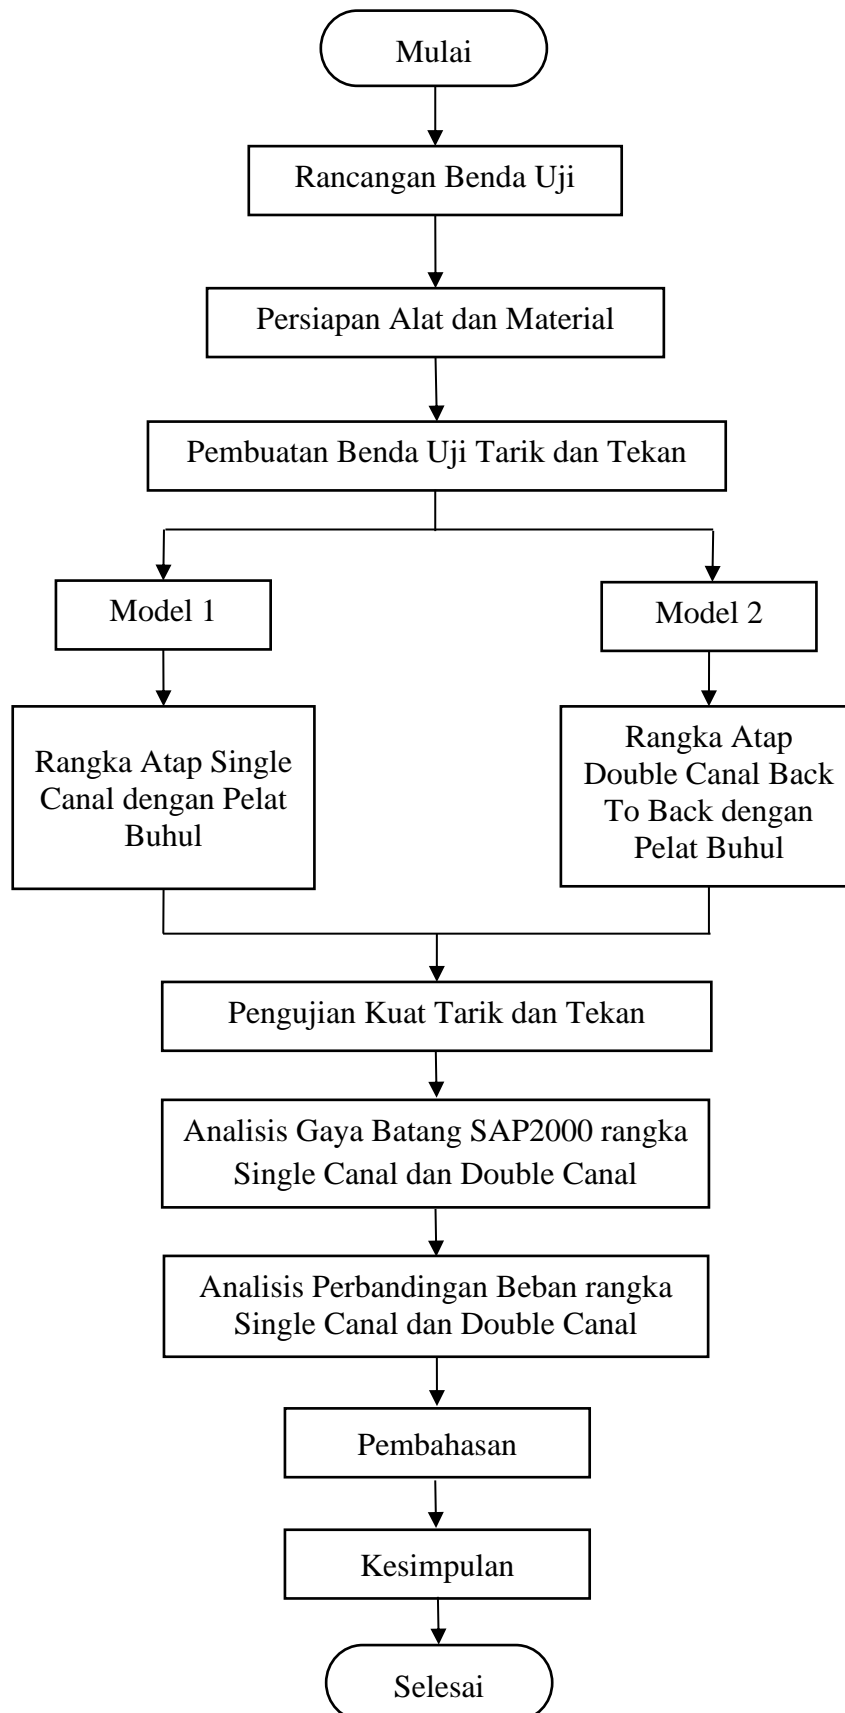 Mulai
Rancangan Benda Uji
Persiapan Alat dan Material
Pembuatan Benda Uji Tarik dan Tekan
Model 1
Model 2
Rangka Atap Single
Canal dengan Pelat
Buhul
Rangka Atap
Double Canal Back
To Back dengan
Pelat Buhul
Pengujian Kuat Tarik dan Tekan
Analisis Gaya Batang SAP2000 rangka
Single Canal dan Double Canal
Analisis Perbandingan Beban rangka
Single Canal dan Double Canal
Pembahasan
Kesimpulan
Selesai